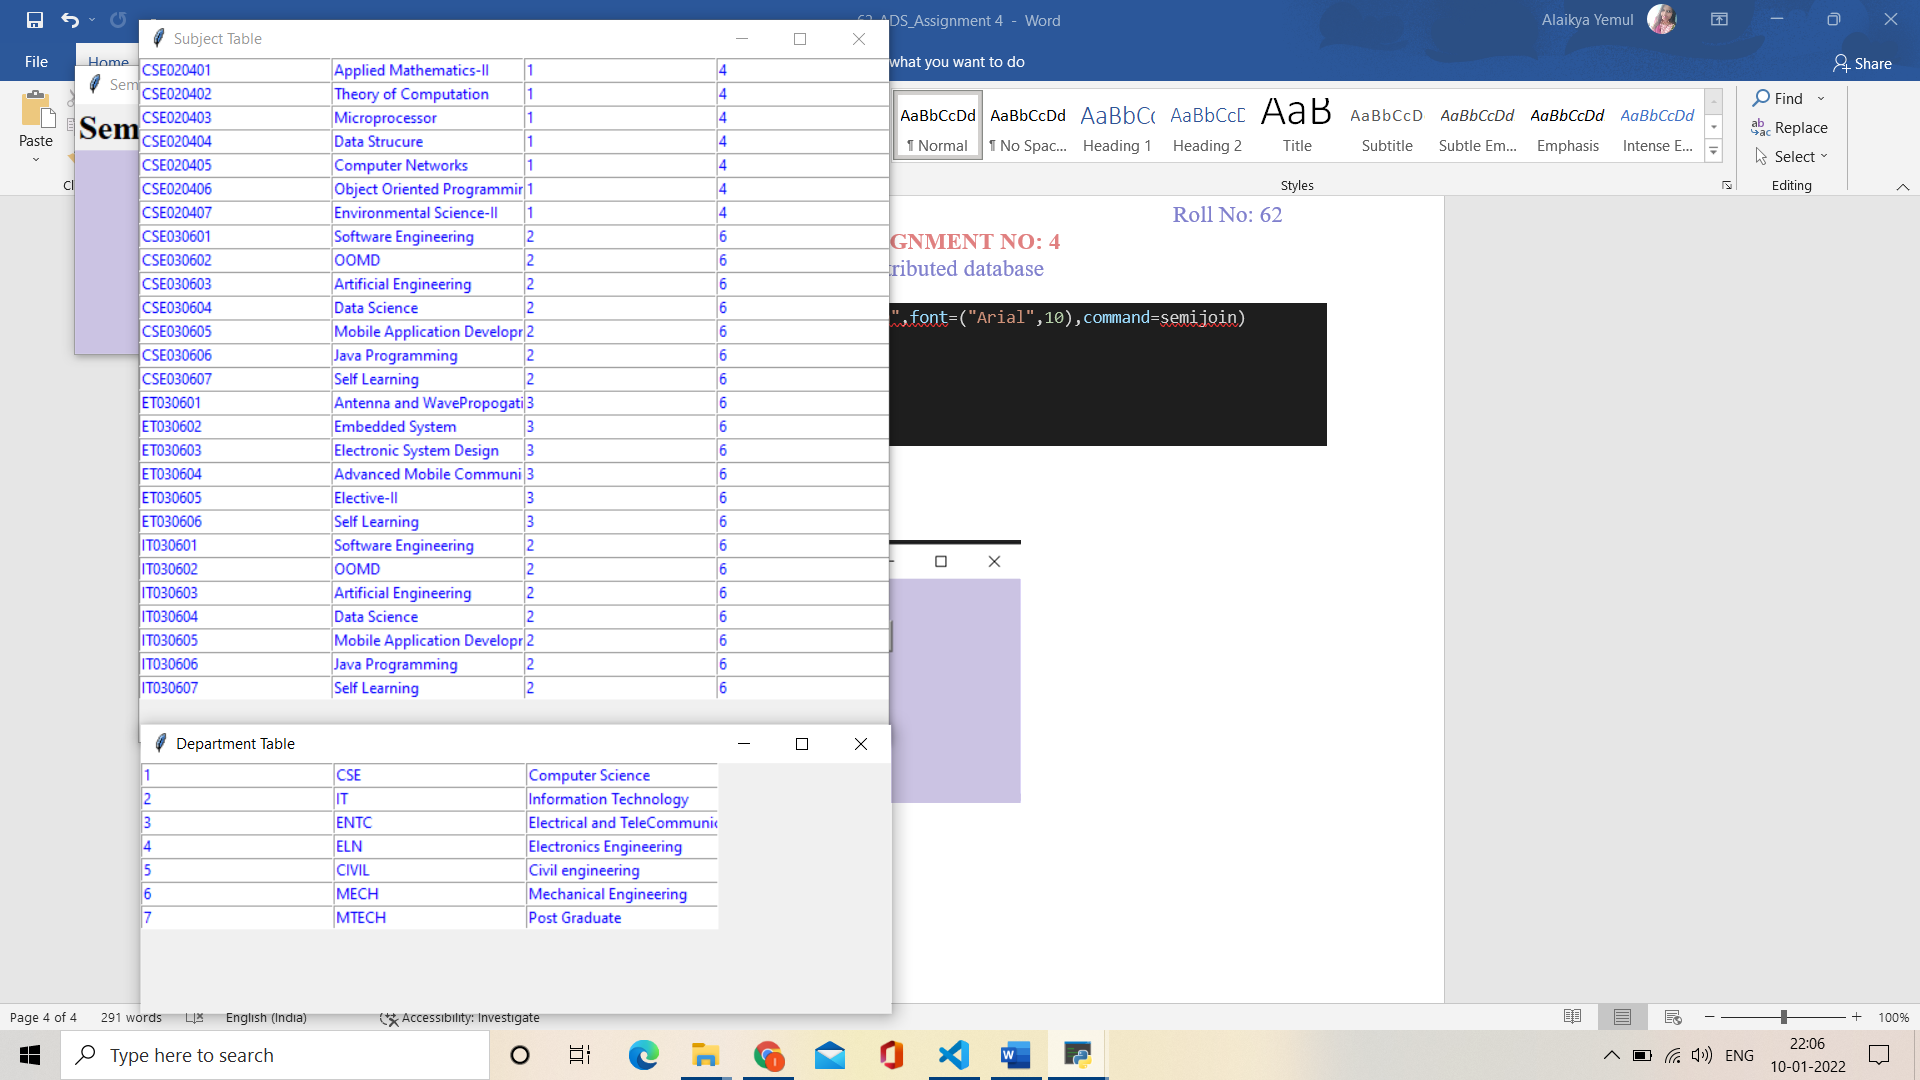 62_ADS_Assignment 4 - Word
Alaikya Yemul
File
Home
what you want to do
Share
Paste
AaBbCcDd
AaBbCcDd
AaBbCc
AaBbCcD
AaB
AaBbCcD
AaBbCcDd
AaBbCcDd
AaBbCcDd
¶ Normal
¶ No Spac...
Heading 1
Heading 2
Title
Subtitle
Subtle Em...
Emphasis
Intense E...
Styles
Find
Replace
Select
Editing
Sem
Sem
Subject Table
CSE020401 Applied Mathematics-II 1 4
CSE020402 Theory of Computation 1 4
CSE020403 Microprocessor 1 4
CSE020404 Data Strucure 1 4
CSE020405 Computer Networks 1 4
CSE020406 Object Oriented Programmin 1 4
CSE020407 Environmental Science-II 1 4
CSE030601 Software Engineering 2 6
CSE030602 OOMD 2 6
CSE030603 Artificial Engineering 2 6
CSE030604 Data Science 2 6
CSE030605 Mobile Application Developr 2 6
CSE030606 Java Programming 2 6
CSE030607 Self Learning 2 6
ET030601 Antenna and WavePropogati 3 6
ET030602 Embedded System 3 6
ET030603 Electronic System Design 3 6
ET030604 Advanced Mobile Communi 3 6
ET030605 Elective-II 3 6
ET030606 Self Learning 3 6
IT030601 Software Engineering 2 6
IT030602 OOMD 2 6
IT030603 Artificial Engineering 2 6
IT030604 Data Science 2 6
IT030605 Mobile Application Developr 2 6
IT030606 Java Programming 2 6
IT030607 Self Learning 2 6
Department Table
1 CSE Computer Science
2 IT Information Technology
3 ENTC Electrical and TeleCommunic
4 ELN Electronics Engineering
5 CIVIL Civil engineering
6 MECH Mechanical Engineering
7 MTECH Post Graduate
Roll No: 62
GNMENT NO: 4
tributed database
",font=("Arial",10),command=semijoin)
Page 4 of 4
291 words
English (India)
Accessibility: Investigate
100%
Type here to search
ENG
22:06
10-01-2022